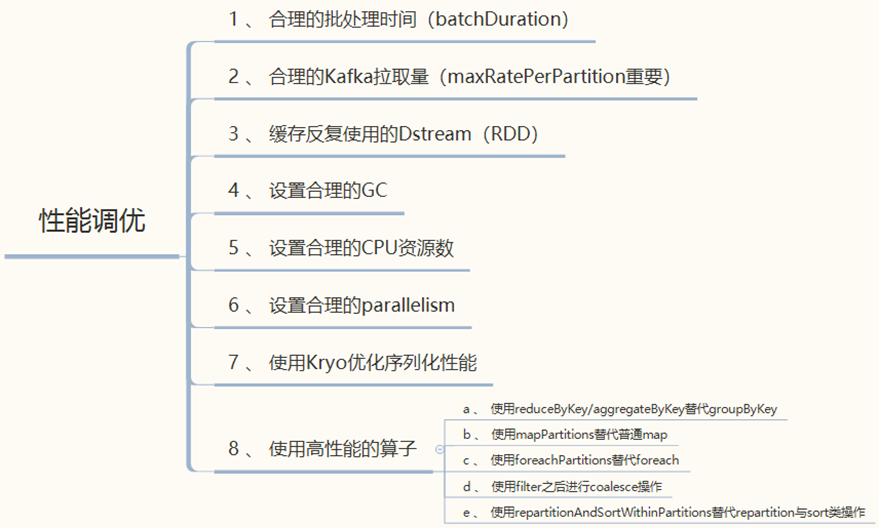 性能调优
1 、 合理的批处理时间（batchDuration）
2 、 合理的Kafka拉取量（maxRatePerPartition重要）
3 、 缓存反复使用的Dstream（RDD）
4 、 设置合理的GC
5 、 设置合理的CPU资源数
6 、 设置合理的parallelism
7 、 使用Kryo优化序列化性能
8 、 使用高性能的算子
a 、 使用reduceByKey/aggregateByKey替代groupByKey
b 、 使用mapPartitions替代普通map
c 、 使用foreachPartitions替代foreach
d 、 使用filter之后进行coalesce操作
e 、 使用repartitionAndSortWithinPartitions替代repartition与sort类操作